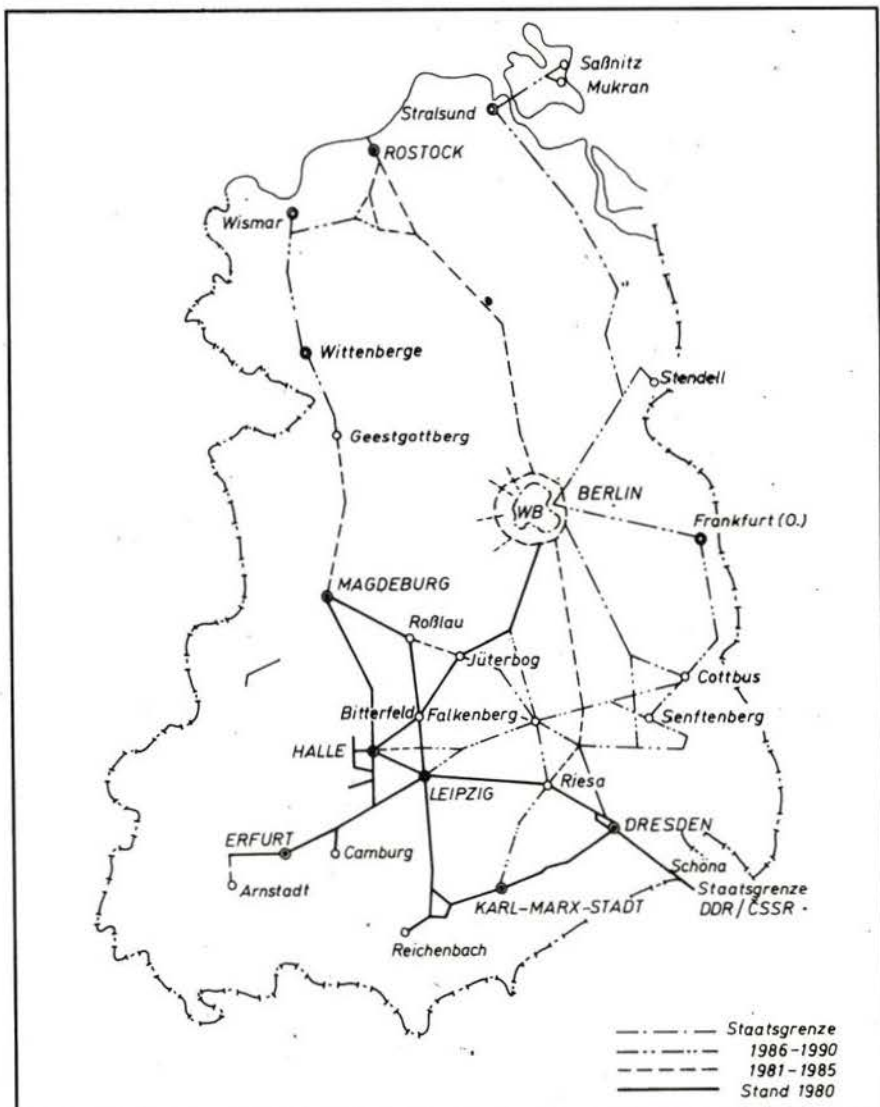 Saßnitz
Mukran
Stralsund
ROSTOCK
Wismar
Wittenberge
Stendell
Geestgottberg
BERLIN
WB
Frankfurt (O.)
MAGDEBURG
Roßlau
Jüterbog
Cottbus
Bitterfeld
Falkenberg
Senftenberg
HALLE
LEIPZIG
Riesa
ERFURT
DRESDEN
Camburg
Schöna
Arnstadt
KARL-MARX-STADT
Staatsgrenze
DDR/ČSSR
Reichenbach
Staatsgrenze
1986-1990
1981-1985
Stand 1980